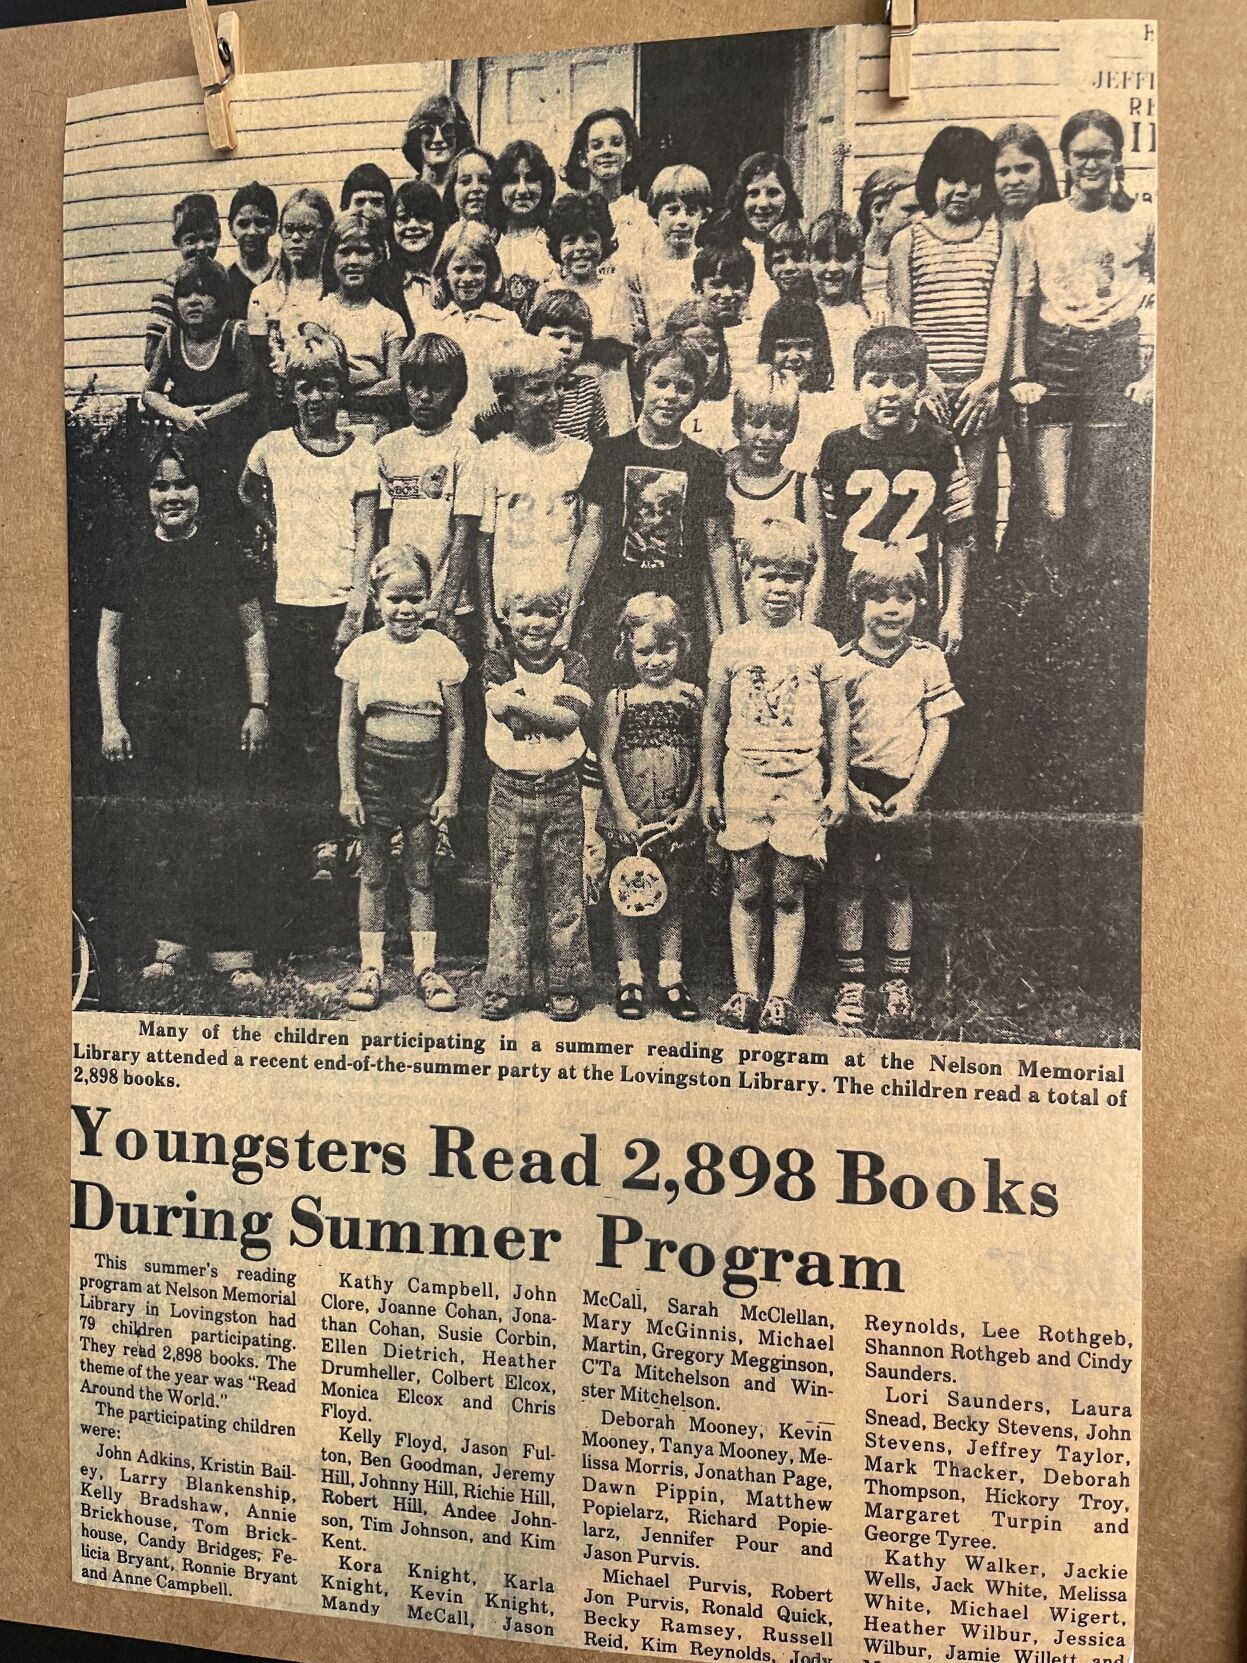 JEFF
RE
22
Many of the children participating in a summer reading program at the Nelson Memorial
Library attended a recent end-of-the-summer party at the Lovingston Library. The children read a total of
2,898 books.
Youngsters Read 2,898 Books
During Summer Program
This summer's reading
program at Nelson Memorial
Library in Lovingston had
79 children participating.
They read 2,898 books. The
theme of the year was "Read
Around the World."
The participating children
were:
John Adkins, Kristin Bail-
ey, Larry Blankenship,
Kelly Bradshaw, Annie
Brickhouse, Tom Brick-
house, Candy Bridges, Fe-
licia Bryant, Ronnie Bryant
and Anne Campbell.
Kathy Campbell, John
Clore, Joanne Cohan, Jona-
than Cohan, Susie Corbin,
Ellen Dietrich, Heather
Drumheller, Colbert Elcox,
Monica Elcox and Chris
Floyd.
Kelly Floyd, Jason Ful-
ton, Ben Goodman, Jeremy
Hill, Johnny Hill, Richie Hill,
Robert Hill, Andee John-
son, Tim Johnson, and Kim
Kent.
Kora Knight, Karla
Knight, Kevin Knight,
Mandy McCall, Jason
McCall, Sarah McClellan,
Mary McGinnis, Michael
Martin, Gregory Megginson,
C'Ta Mitchelson and Win-
ster Mitchelson.
Deborah Mooney, Kevin
Mooney, Tanya Mooney, Me-
lissa Morris, Jonathan Page,
Dawn Pippin, Matthew
Popielarz, Richard Popie-
larz, Jennifer Pour and
Jason Purvis.
Michael Purvis, Robert
Jon Purvis, Ronald Quick,
Becky Ramsey, Russell
Reid, Kim Reynolds, Jody
Reynolds, Lee Rothgeb,
Shannon Rothgeb and Cindy
Saunders.
Lori Saunders, Laura
Snead, Becky Stevens, John
Stevens, Jeffrey Taylor,
Mark Thacker, Deborah
Thompson, Hickory Troy,
Margaret Turpin and
George Tyree.
Kathy Walker, Jackie
Wells, Jack White, Melissa
White, Michael Wigert,
Heather Wilbur, Jessica
Wilbur, Jamie Willett and